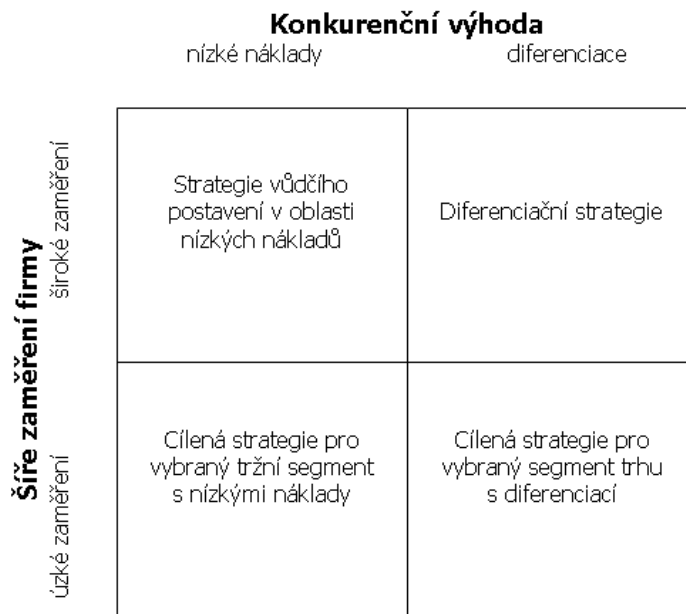 Konkurenční výhoda
nízké náklady
diferenciace
Šíře zaměření firmy
široké zaměření
Strategie vůdčího
postavení v oblasti
nízkých nákladů
Diferenciační strategie
úzké zaměření
Cílená strategie pro
vybraný tržní segment
s nízkými náklady
Cílená strategie pro
vybraný segment trhu
s diferenciací